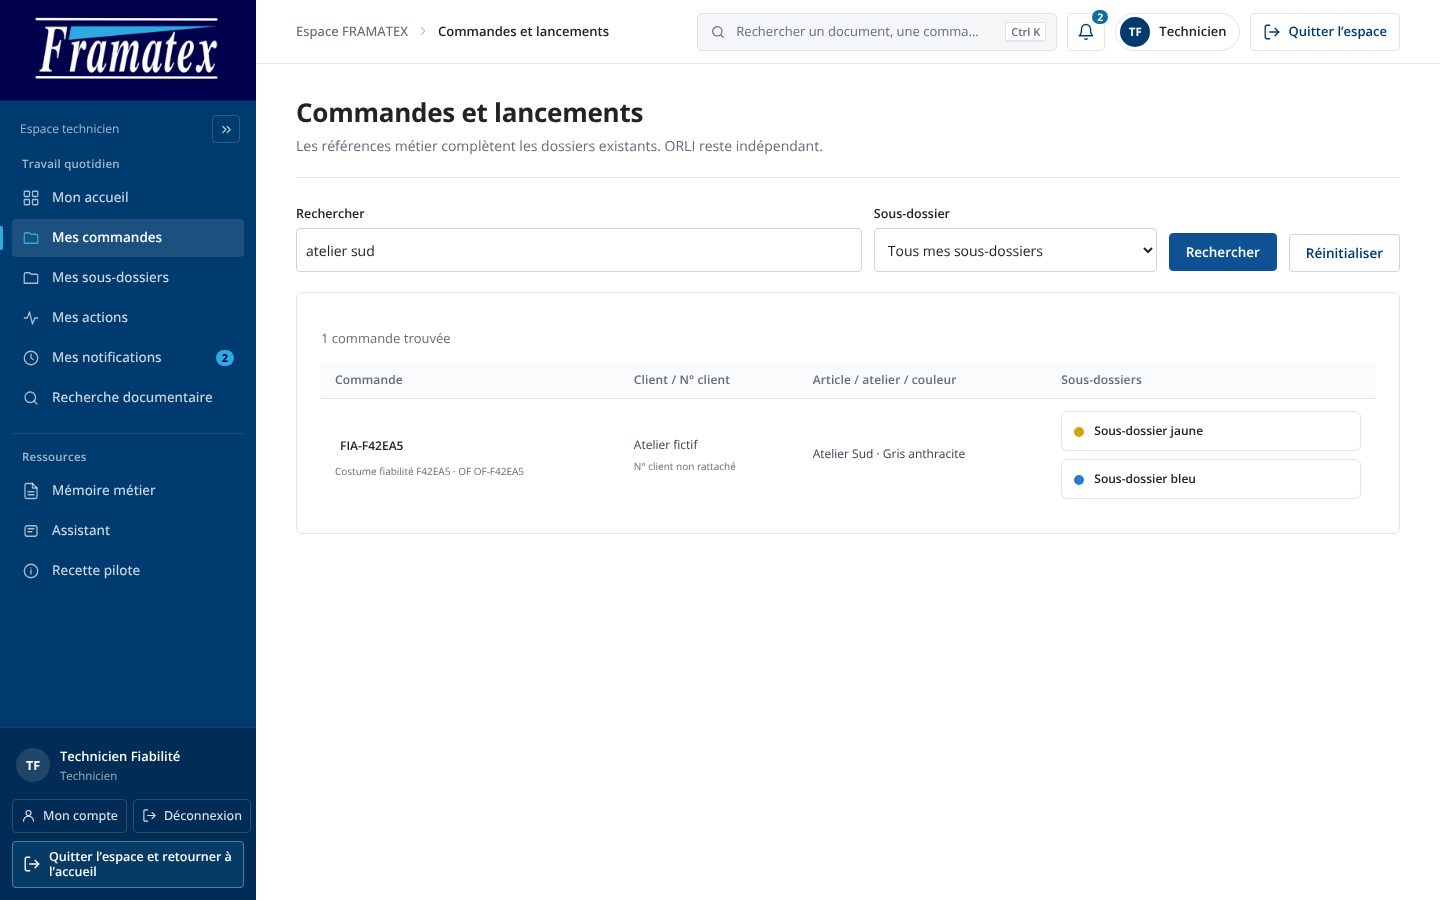 Framatex
Espace technicien
Travail quotidien
Mon accueil
Mes commandes
Mes sous-dossiers
Mes actions
Mes notifications 2
Recherche documentaire
Ressources
Mémoire métier
Assistant
Recette pilote
TF Technicien Fiabilité
Technicien
Mon compte Déconnexion
Quitter l’espace et retourner à
l’accueil
Espace FRAMATEX Commandes et lancements
Rechercher un document, une comma... Ctrl K
2
TF Technicien
Quitter l’espace
Commandes et lancements
Les références métier complètent les dossiers existants. ORLI reste indépendant.
Rechercher Sous-dossier
atelier sud Tous mes sous-dossiers Rechercher Réinitialiser
1 commande trouvée
Commande Client / N° client Article / atelier / couleur Sous-dossiers
FIA-F42EA5
Costume fiabilité F42EA5 · OF OF-F42EA5
Atelier fictif
N° client non rattaché
Atelier Sud · Gris anthracite
Sous-dossier jaune
Sous-dossier bleu